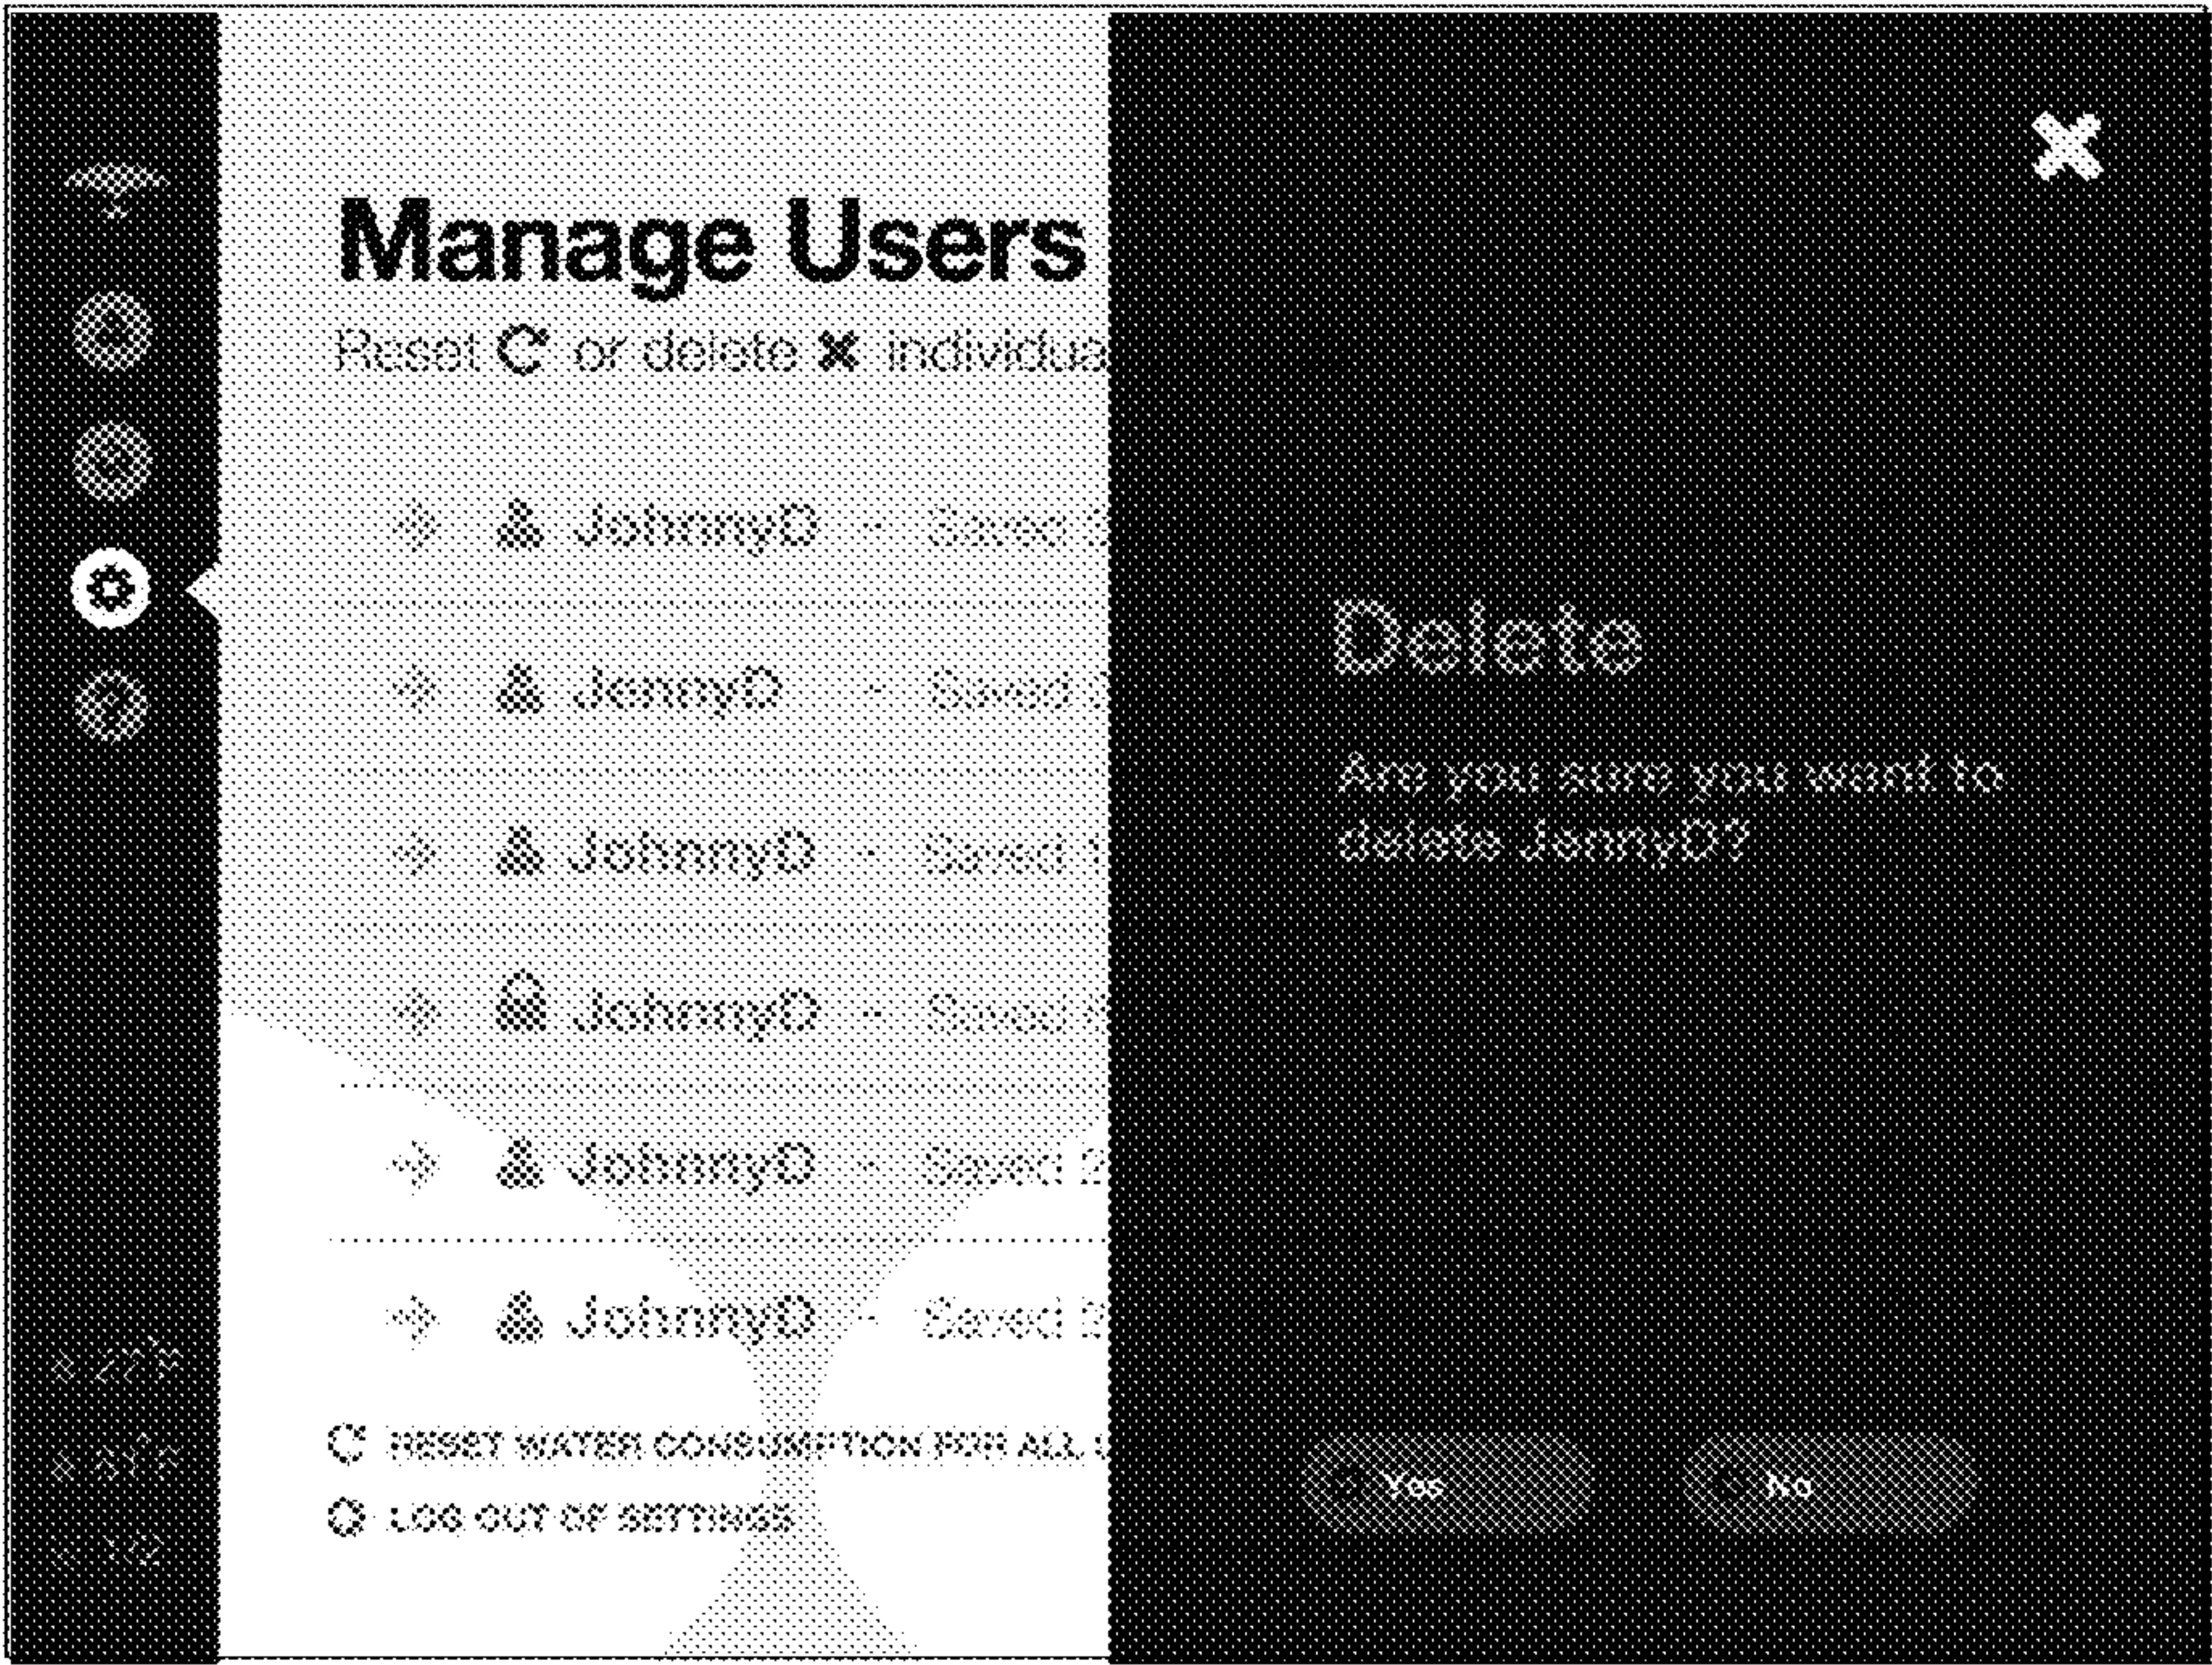 Manage Users
Reset or delete individua
JohnnyD - Saved
JennyD - Saved
JohnnyD - Saved
JohnnyD - Saved
JohnnyD - Saved 2
JohnnyD - Saved 2
RESET WATER CONSUMPTION FOR ALL
LOG OUT OF SETTINGS
Delete
Are you sure you want to
delete JennyD?
Yes
No